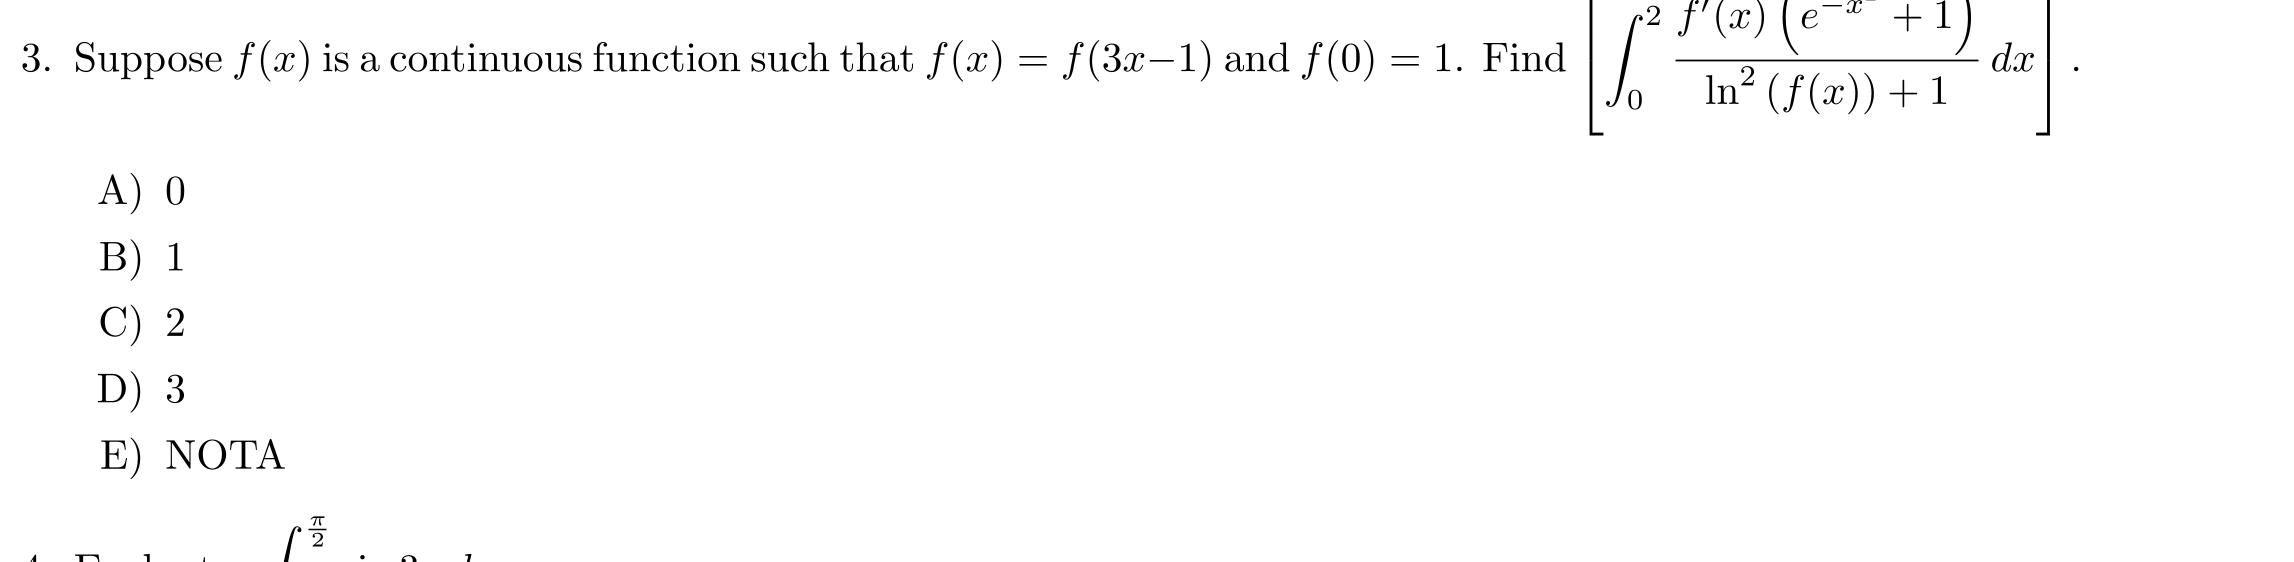 3. Suppose f(x) is a continuous function such that f(x) = f(3x−1) and f(0) = 1. Find ⌊∫₀² f′(x) (e^{−x} + 1) / (ln² (f(x)) + 1) dx⌋.
A) 0
B) 1
C) 2
D) 3
E) NOTA
∫ π/2